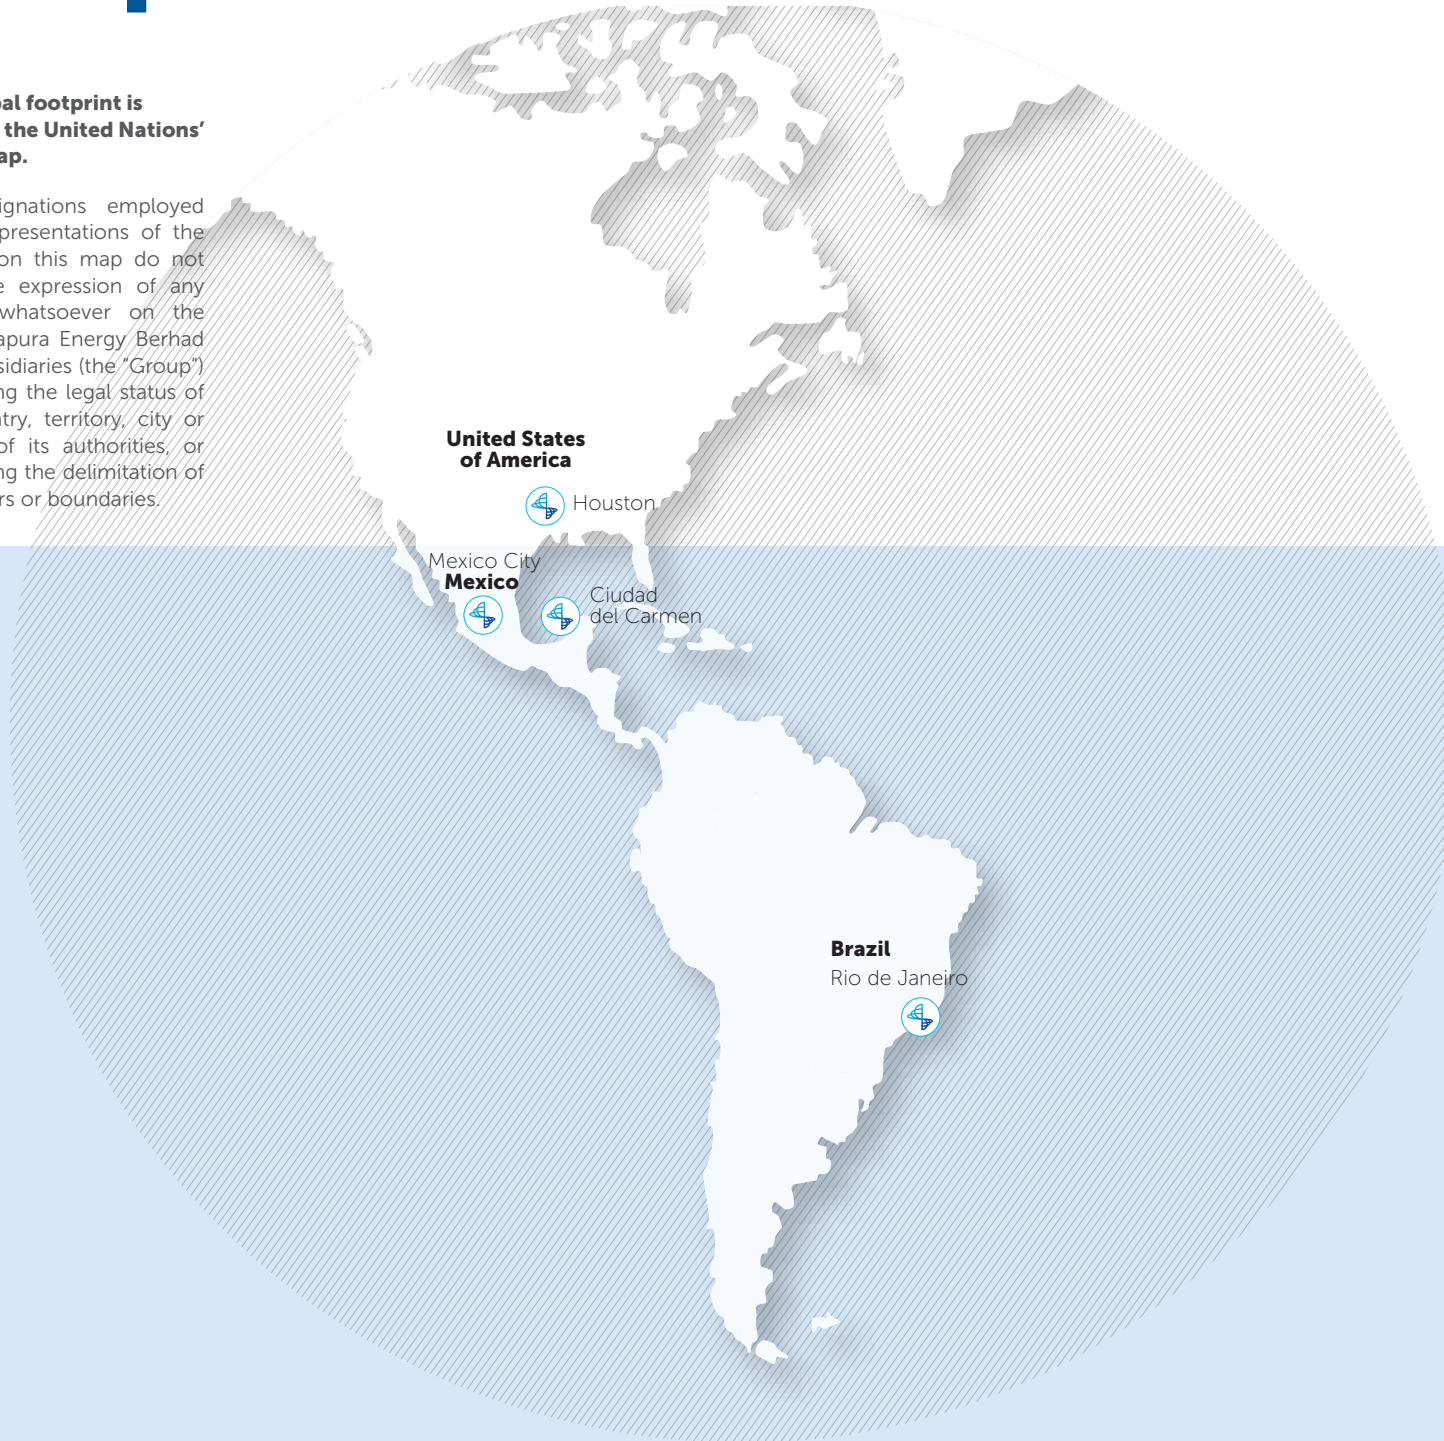 al footprint is
the United Nations'
ap.
ignations employed
presentations of the
on this map do not
e expression of any
whatsoever on the
apura Energy Berhad
sidiaries (the “Group”)
ng the legal status of
ntry, territory, city or
of its authorities, or
ng the delimitation of
rs or boundaries.
United States
of America
Houston
Mexico City
Mexico
Ciudad
del Carmen
Brazil
Rio de Janeiro